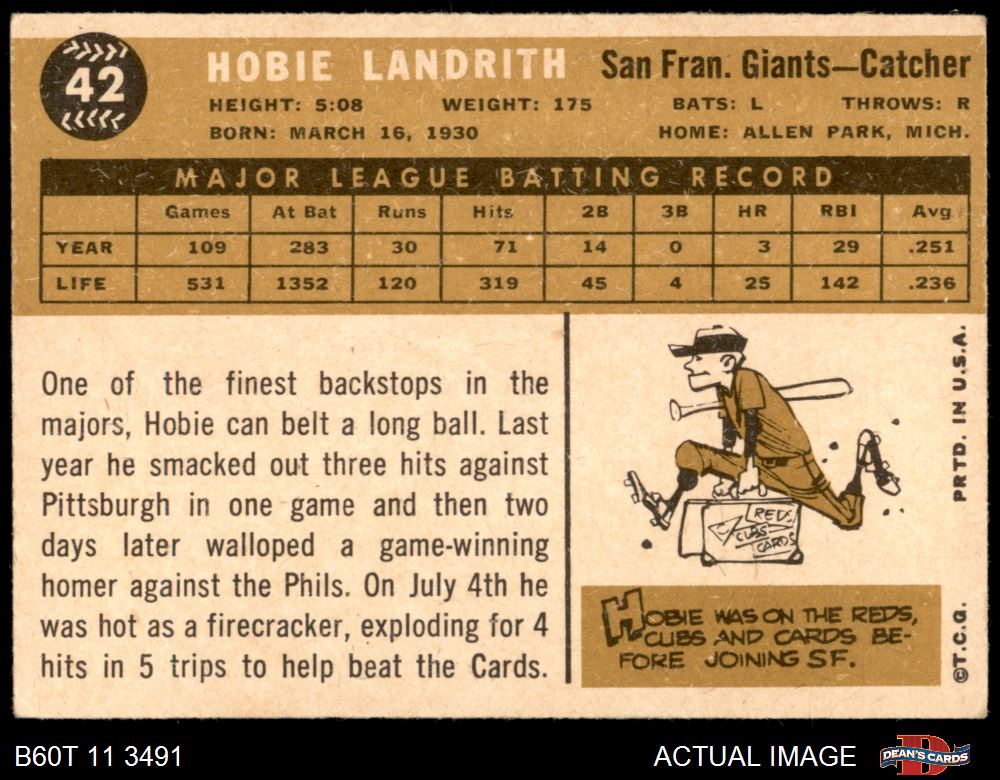 42
HOBIE LANDRITH San Fran. Giants—Catcher
HEIGHT: 5:08 WEIGHT: 175 BATS: L THROWS: R
BORN: MARCH 16, 1930 HOME: ALLEN PARK, MICH.
MAJOR LEAGUE BATTING RECORD
Games At Bat Runs Hits 2B 3B HR RBI Avg.
YEAR 109 283 30 71 14 0 3 29 .251
LIFE 531 1352 120 319 45 4 25 142 .236
One of the finest backstops in the
majors, Hobie can belt a long ball. Last
year he smacked out three hits against
Pittsburgh in one game and then two
days later walloped a game-winning
homer against the Phils. On July 4th he
was hot as a firecracker, exploding for 4
hits in 5 trips to help beat the Cards.
REDS
CUBS
CARDS
HOBIE WAS ON THE REDS,
CUBS AND CARDS BE-
FORE JOINING S.F.
©T.C.G. PRTD. IN U.S.A.
B60T 11 3491 ACTUAL IMAGE DEAN'S CARDS